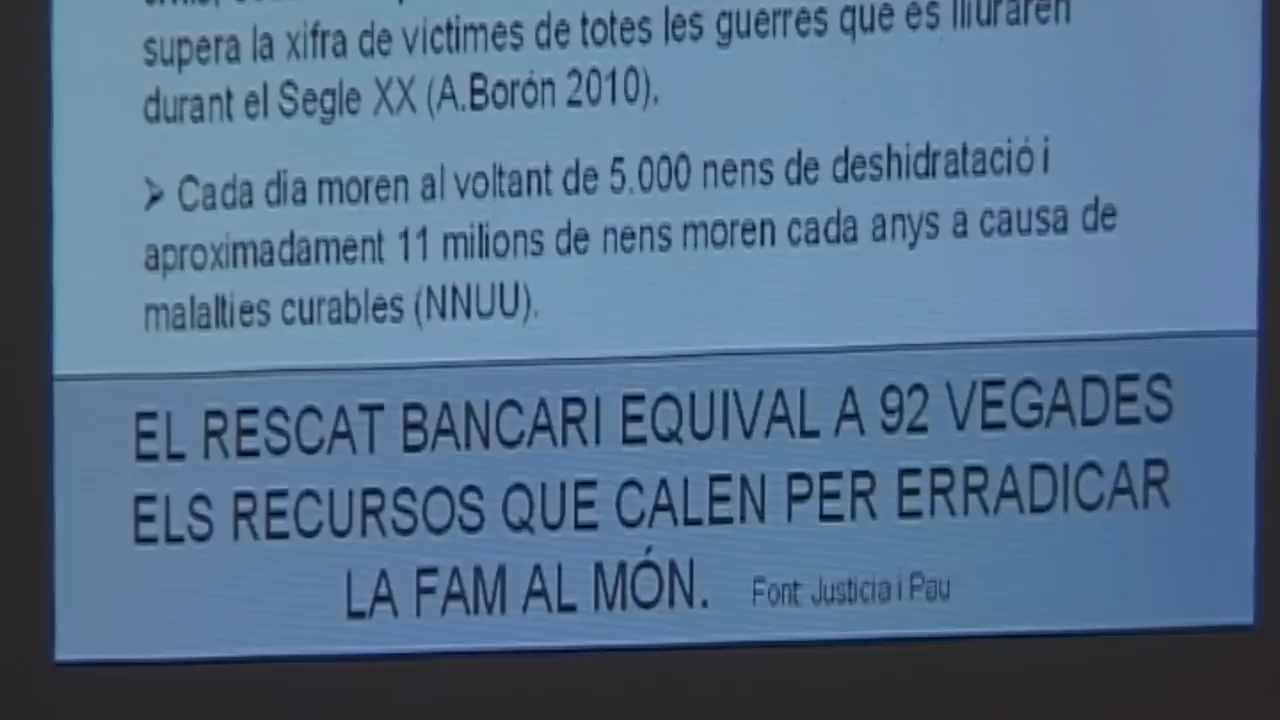 supera la xifra de víctimes de totes les guerres que es lliuraren
durant el Segle XX (A.Borón 2010).
➢ Cada dia moren al voltant de 5.000 nens de deshidratació i
aproximadament 11 milions de nens moren cada anys a causa de
malalties curables (NNUU).
EL RESCAT BANCARI EQUIVAL A 92 VEGADES
ELS RECURSOS QUE CALEN PER ERRADICAR
LA FAM AL MÓN. Font: Justicia i Pau